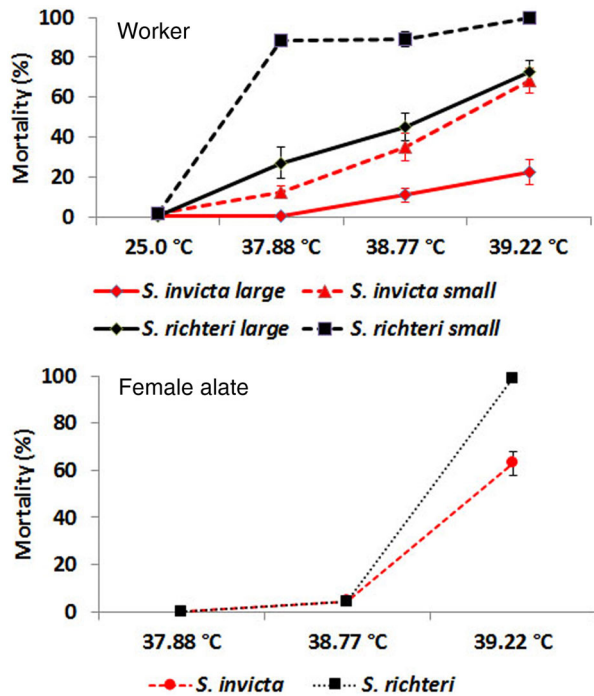 Worker
Mortality (%)
100
80
60
40
20
0
25.0 °C 37.88 °C 38.77 °C 39.22 °C
S. invicta large S. invicta small
S. richteri large S. richteri small
Female alate
Mortality (%)
100
80
60
40
20
0
37.88 °C 38.77 °C 39.22 °C
S. invicta S. richteri